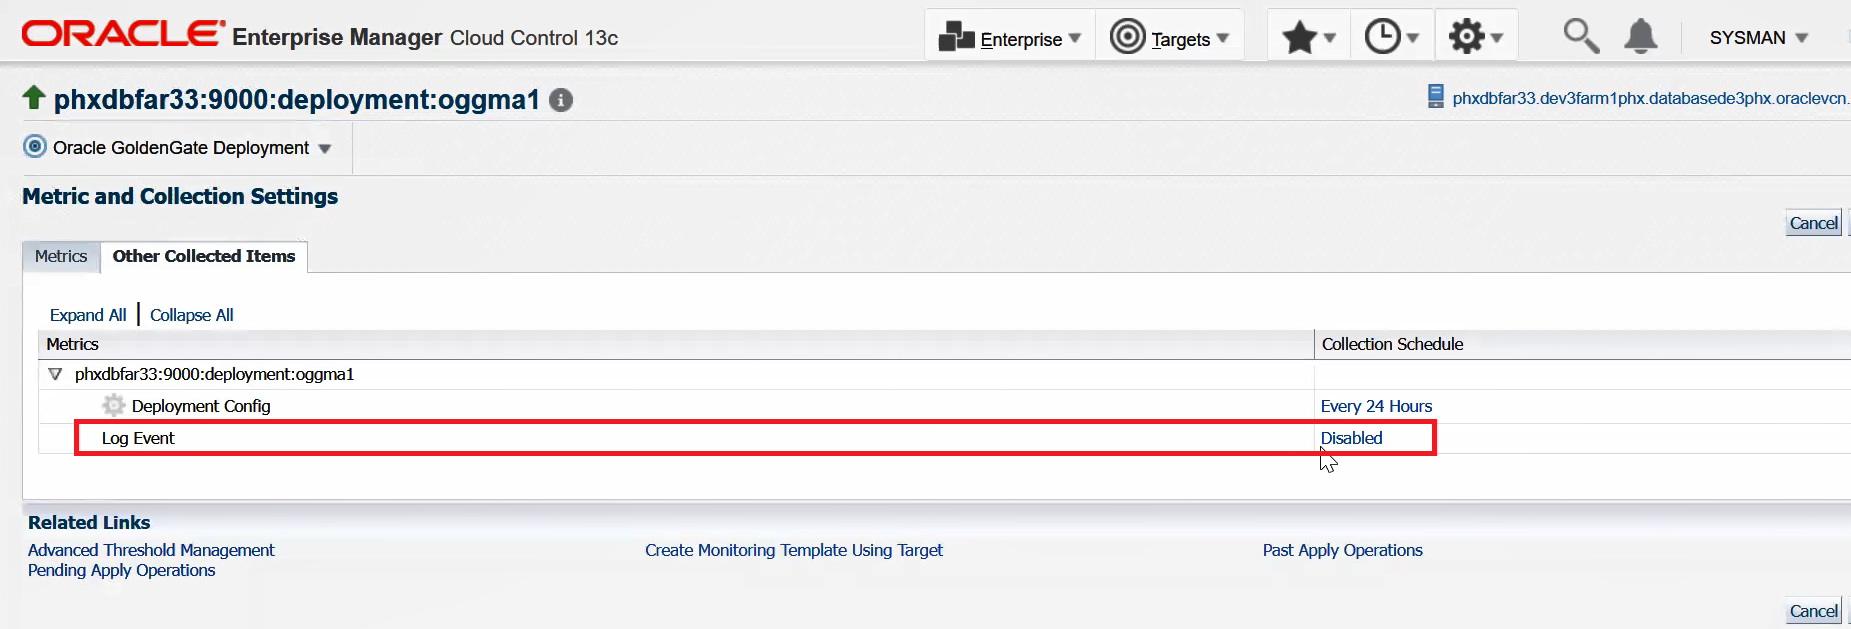 ORACLE Enterprise Manager Cloud Control 13c Enterprise Targets SYSMAN
phxdbfar33:9000:deployment:oggma1 phxdbfar33.dev3farm1phx.databasede3phx.oraclevcn.
Oracle GoldenGate Deployment
Metric and Collection Settings
Cancel
Metrics Other Collected Items
Expand All | Collapse All
Metrics Collection Schedule
phxdbfar33:9000:deployment:oggma1
Deployment Config Every 24 Hours
Log Event Disabled
Related Links
Advanced Threshold Management Create Monitoring Template Using Target Past Apply Operations
Pending Apply Operations
Cancel